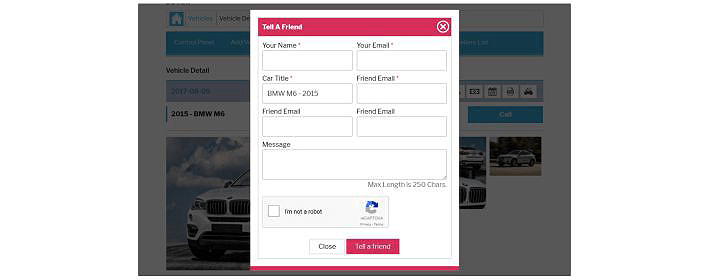 Vehicles
Vehicle De
Tell A Friend
Control Panel
Add V
lers List
Your Name *
Your Email *
Vehicle Detail
Car Title *
Friend Email *
2017-08-09
BMW M6 - 2015
Friend Email
Friend Email
2015 - BMW M6
Call
Message
Max Length is 250 Chars.
I'm not a robot
reCAPTCHA
Privacy - Terms
Close
Tell a friend